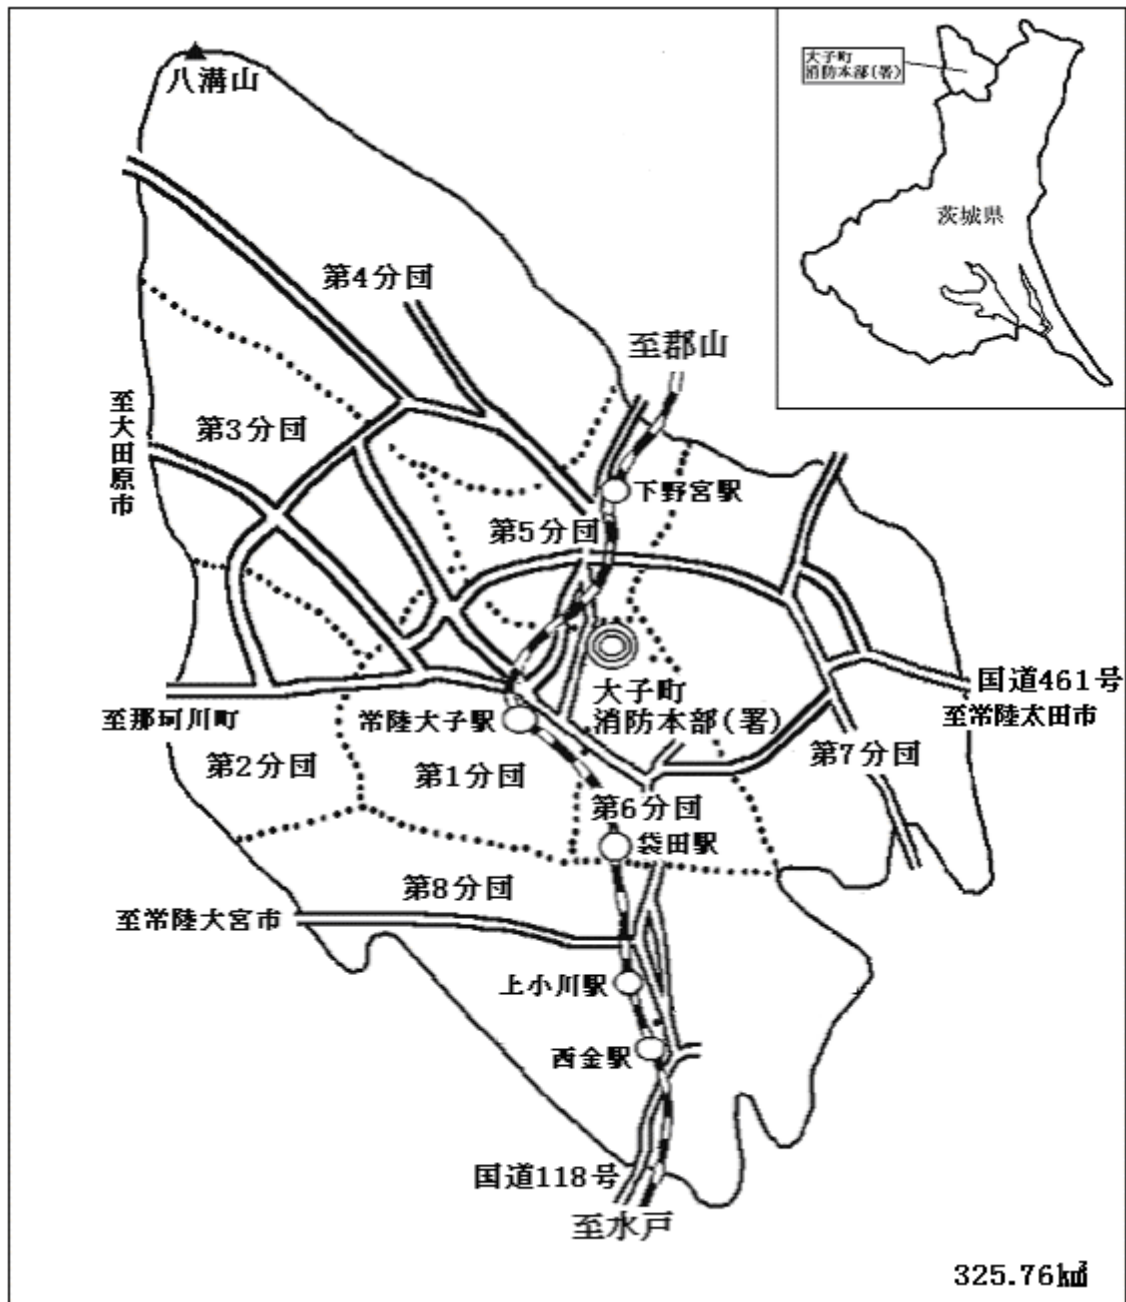 八溝山
大子町
消防本部(署)
茨城県
第4分団
至郡山
至大田原市
第3分団
下野宮駅
第5分団
大子町
消防本部(署)
国道461号
至常陸太田市
至那珂川町
常陸大子駅
第7分団
第2分団
第1分団
第6分団
袋田駅
第8分団
至常陸大宮市
上小川駅
西金駅
国道118号
至水戸
325.76k㎡